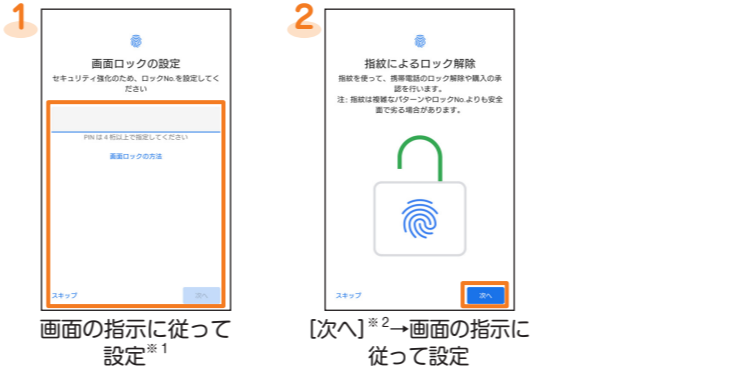 1
画面ロックの設定
セキュリティ強化のため、ロックNo.を設定してく
ださい
PINは4桁以上で指定してください
画面ロックの方法
スキップ
次へ
画面の指示に従って
設定※1
2
指紋によるロック解除
指紋を使って、携帯電話のロック解除や購入の承
認を行います。
注: 指紋は複雑なパターンやロックNo.よりも安全
面で劣る場合があります。
スキップ
次へ
[次へ]※2→画面の指示に
従って設定